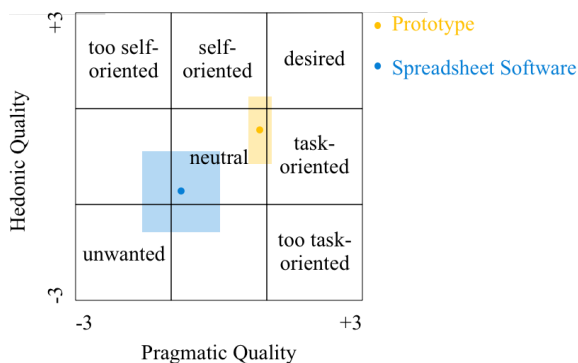 +3
Hedonic Quality
-3
too self-
oriented
self-
oriented
desired
neutral
task-
oriented
unwanted
too task-
oriented
-3
+3
Pragmatic Quality
Prototype
Spreadsheet Software